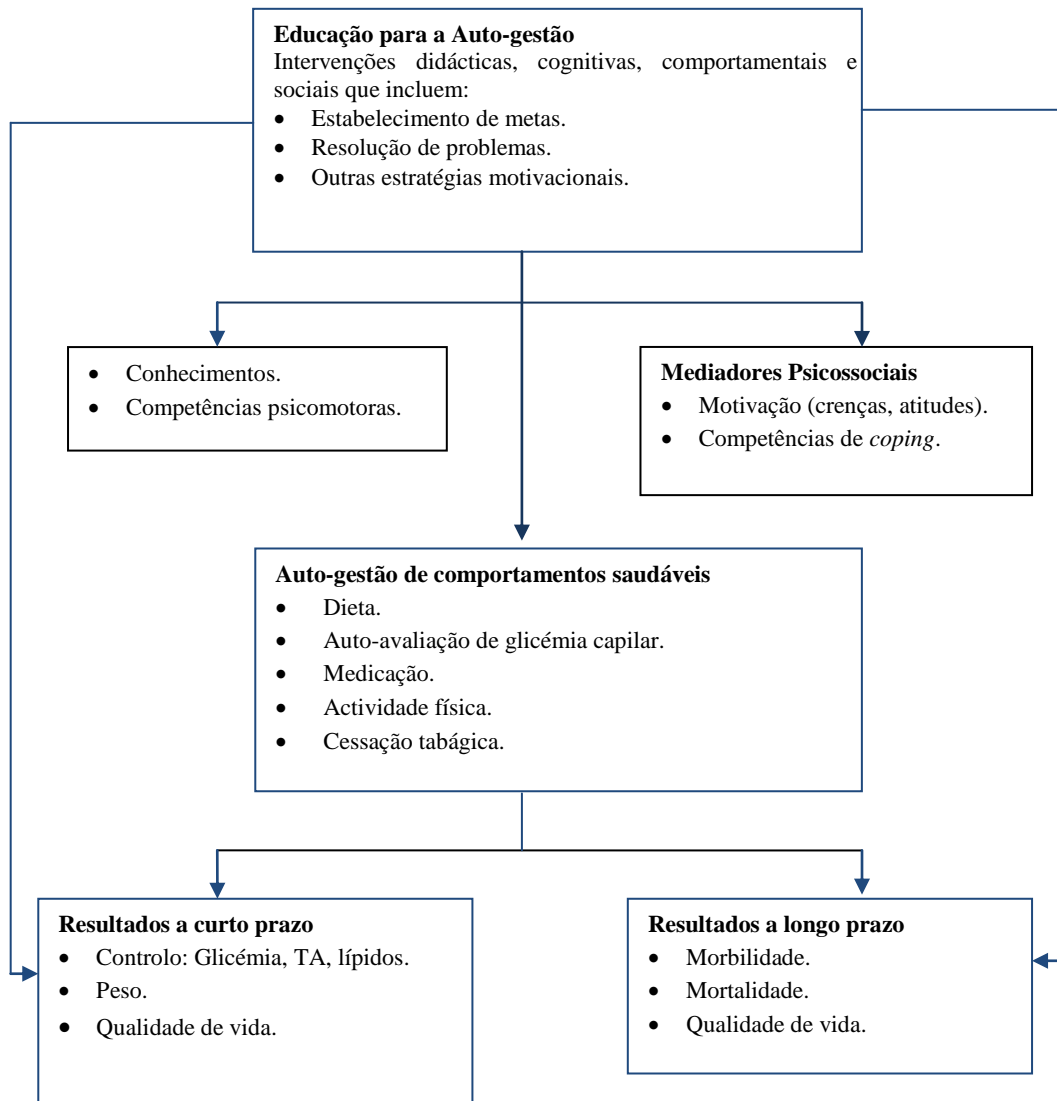 Educação para a Auto-gestão
Intervenções didácticas, cognitivas, comportamentais e
sociais que incluem:
• Estabelecimento de metas.
• Resolução de problemas.
• Outras estratégias motivacionais.
• Conhecimentos.
• Competências psicomotoras.
Mediadores Psicossociais
• Motivação (crenças, atitudes).
• Competências de coping.
Auto-gestão de comportamentos saudáveis
• Dieta.
• Auto-avaliação de glicémia capilar.
• Medicação.
• Actividade física.
• Cessação tabágica.
Resultados a curto prazo
• Controlo: Glicémia, TA, lípidos.
• Peso.
• Qualidade de vida.
Resultados a longo prazo
• Morbilidade.
• Mortalidade.
• Qualidade de vida.